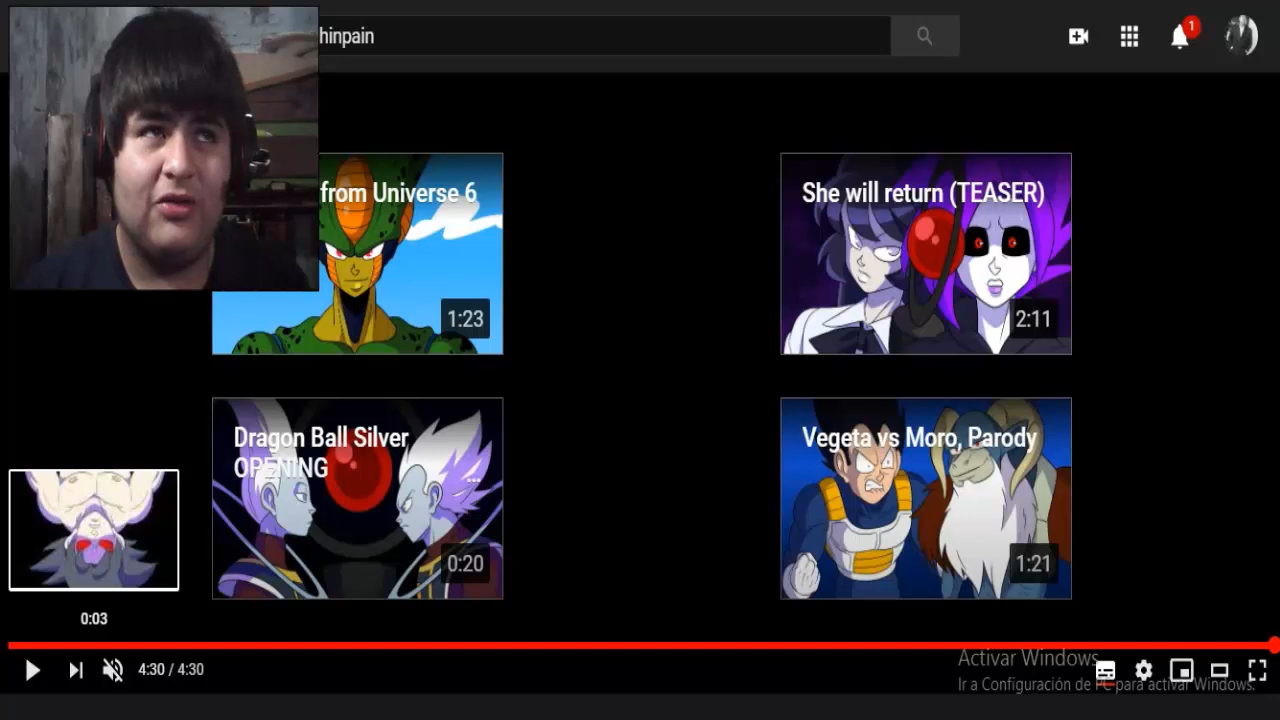 hinpain
1
from Universe 6
1:23
She will return (TEASER)
2:11
Dragon Ball Silver
OPENING
...
0:20
Vegeta vs Moro, Parody
1:21
0:03
4:30 / 4:30
Activar Windows
Ir a Configuración de PC para activar Windows.